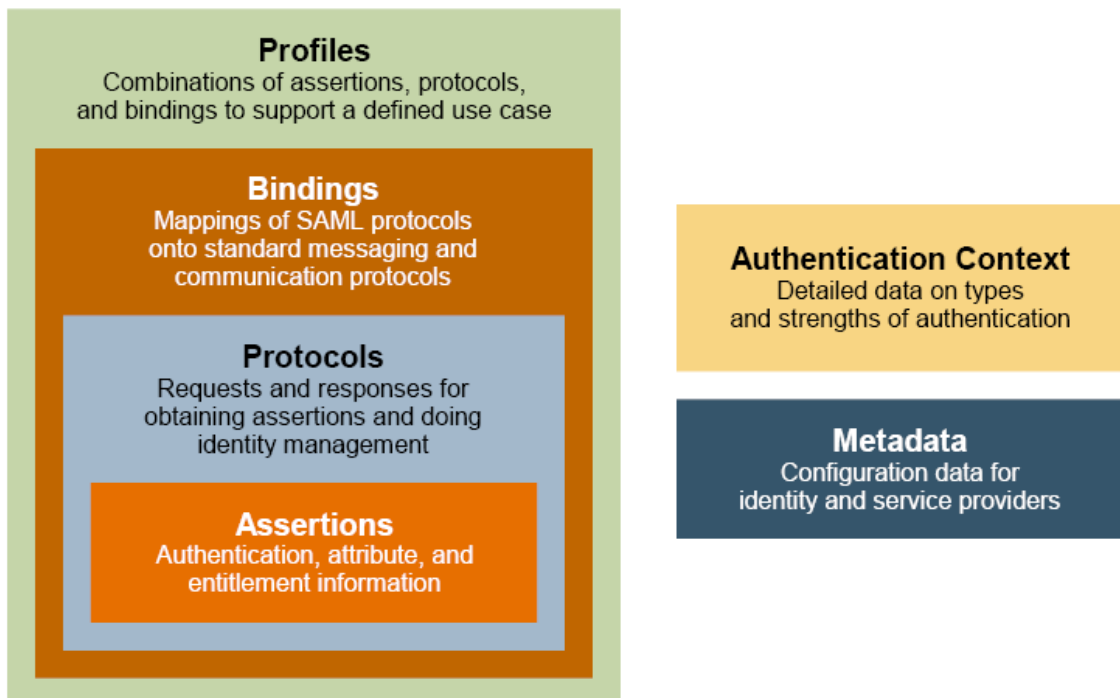 Profiles
Combinations of assertions, protocols,
and bindings to support a defined use case
Bindings
Mappings of SAML protocols
onto standard messaging and
communication protocols
Protocols
Requests and responses for
obtaining assertions and doing
identity management
Assertions
Authentication, attribute, and
entitlement information
Authentication Context
Detailed data on types
and strengths of authentication
Metadata
Configuration data for
identity and service providers